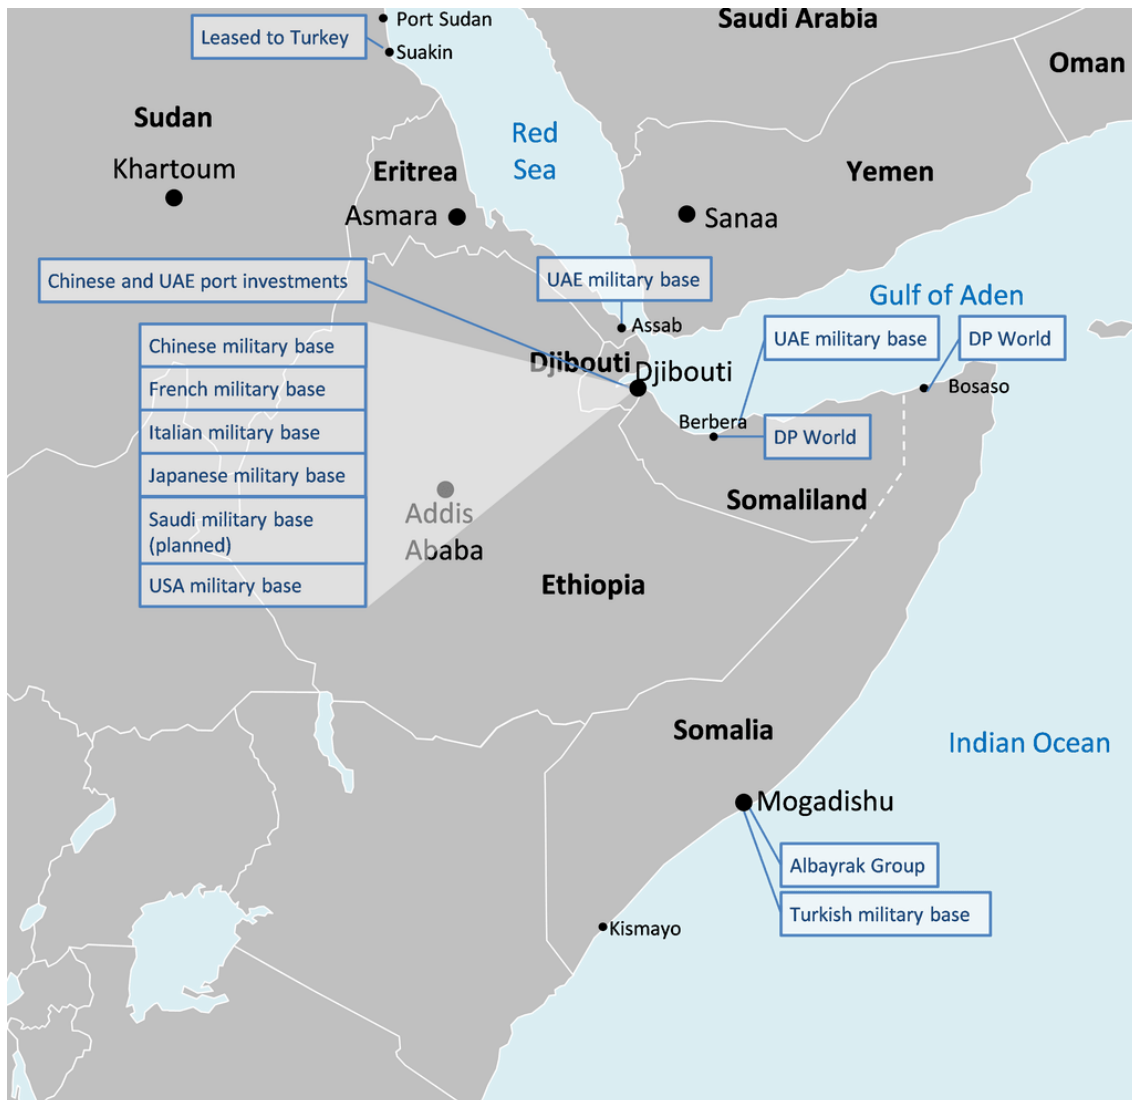 Saudi Arabia
Port Sudan
Leased to Turkey
Suakin
Oman
Sudan
Red
Sea
Khartoum
Eritrea
Yemen
Asmara
Sanaa
Chinese and UAE port investments
UAE military base
Gulf of Aden
Assab
UAE military base
DP World
Chinese military base
Djibouti
Djibouti
French military base
Bosaso
Berbera
Italian military base
DP World
Japanese military base
Somaliland
Addis
Ababa
Saudi military base
(planned)
USA military base
Ethiopia
Somalia
Indian Ocean
Mogadishu
Albayrak Group
Turkish military base
Kismayo